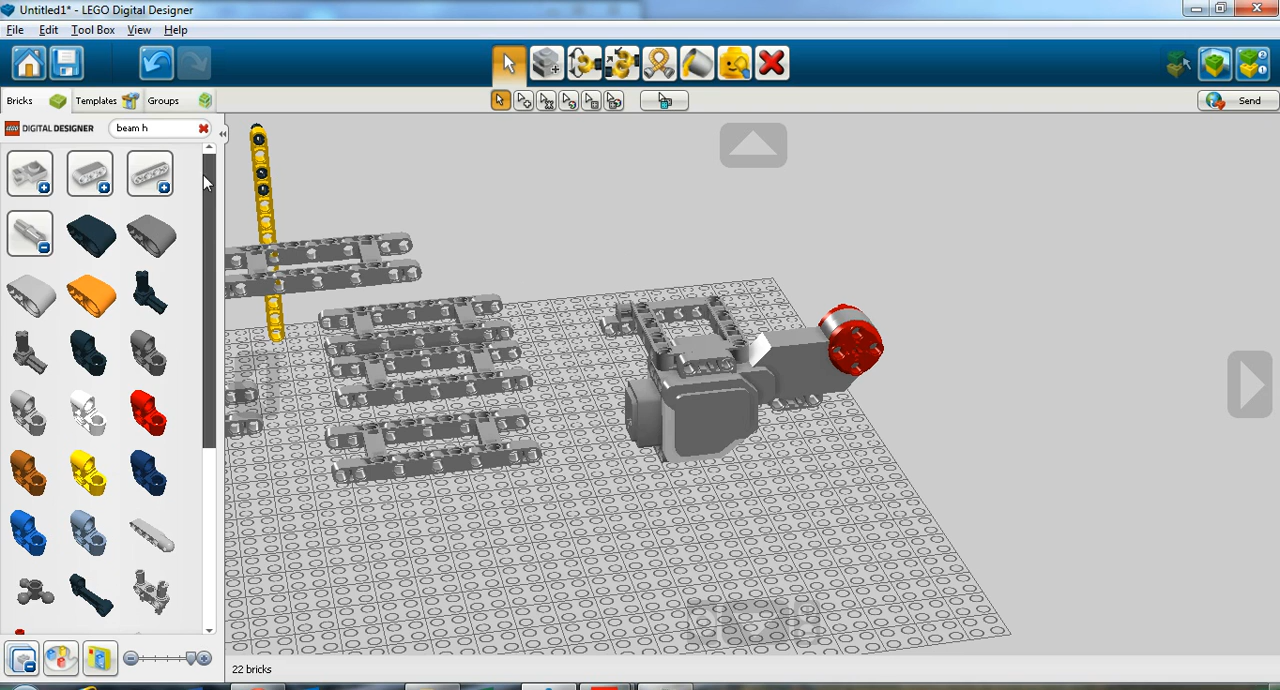 Untitled1* - LEGO Digital Designer
File Edit Tool Box View Help
Bricks Templates Groups
Send
LEGO DIGITAL DESIGNER
beam h
22 bricks